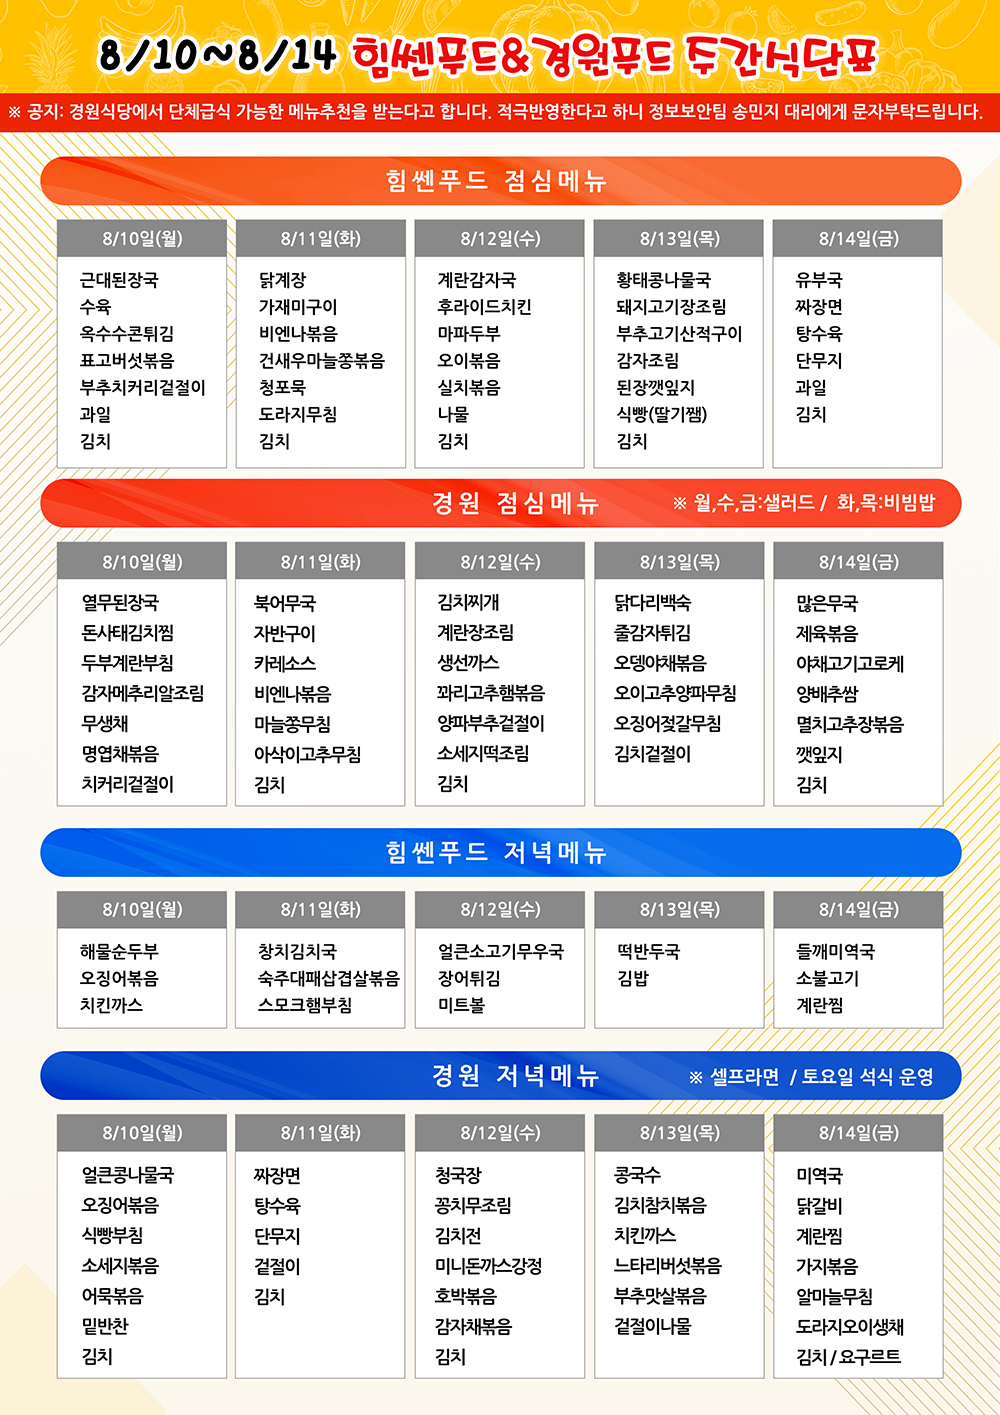 8/10~8/14 힘쎈푸드&경원푸드 주간식단표
※ 공지: 경원식당에서 단체급식 가능한 메뉴추천을 받는다고 합니다. 적극반영한다고 하니 정보보안팀 송민지 대리에게 문자부탁드립니다.
힘쎈푸드 점심메뉴
8/10일(월)
근대된장국
수육
옥수수콘튀김
표고버섯볶음
부추치커리겉절이
과일
김치
8/11일(화)
닭계장
가재미구이
비엔나볶음
건새우마늘쫑볶음
청포묵
도라지무침
김치
8/12일(수)
계란감자국
후라이드치킨
마파두부
오이볶음
실치볶음
나물
김치
8/13일(목)
황태콩나물국
돼지고기장조림
부추고기산적구이
감자조림
된장깻잎지
식빵(딸기쨈)
김치
8/14일(금)
유부국
짜장면
탕수육
단무지
과일
김치
경원 점심메뉴
※ 월,수,금:샐러드 / 화,목:비빔밥
8/10일(월)
열무된장국
돈사태김치찜
두부계란부침
감자메추리알조림
무생채
명엽채볶음
치커리겉절이
8/11일(화)
북어무국
자반구이
카레소스
비엔나볶음
마늘쫑무침
아삭이고추무침
김치
8/12일(수)
김치찌개
계란장조림
생선까스
꽈리고추햄볶음
양파부추겉절이
소세지떡조림
김치
8/13일(목)
닭다리백숙
줄감자튀김
오뎅야채볶음
오이고추양파무침
오징어젖갈무침
김치겉절이
8/14일(금)
많은무국
제육볶음
야채고기고로케
양배추쌈
멸치고추장볶음
깻잎지
김치
힘쎈푸드 저녁메뉴
8/10일(월)
해물순두부
오징어볶음
치킨까스
8/11일(화)
창치김치국
숙주대패삽겹살볶음
스모크햄부침
8/12일(수)
얼큰소고기무우국
장어튀김
미트볼
8/13일(목)
떡반두국
김밥
8/14일(금)
들깨미역국
소불고기
계란찜
경원 저녁메뉴
※ 셀프라면 / 토요일 석식 운영
8/10일(월)
얼큰콩나물국
오징어볶음
식빵부침
소세지볶음
어묵볶음
밑반찬
김치
8/11일(화)
짜장면
탕수육
단무지
겉절이
김치
8/12일(수)
청국장
꽁치무조림
김치전
미니돈까스강정
호박볶음
감자채볶음
김치
8/13일(목)
콩국수
김치참치볶음
치킨까스
느타리버섯볶음
부추맛살볶음
겉절이나물
8/14일(금)
미역국
닭갈비
계란찜
가지볶음
알마늘무침
도라지오이생채
김치 / 요구르트